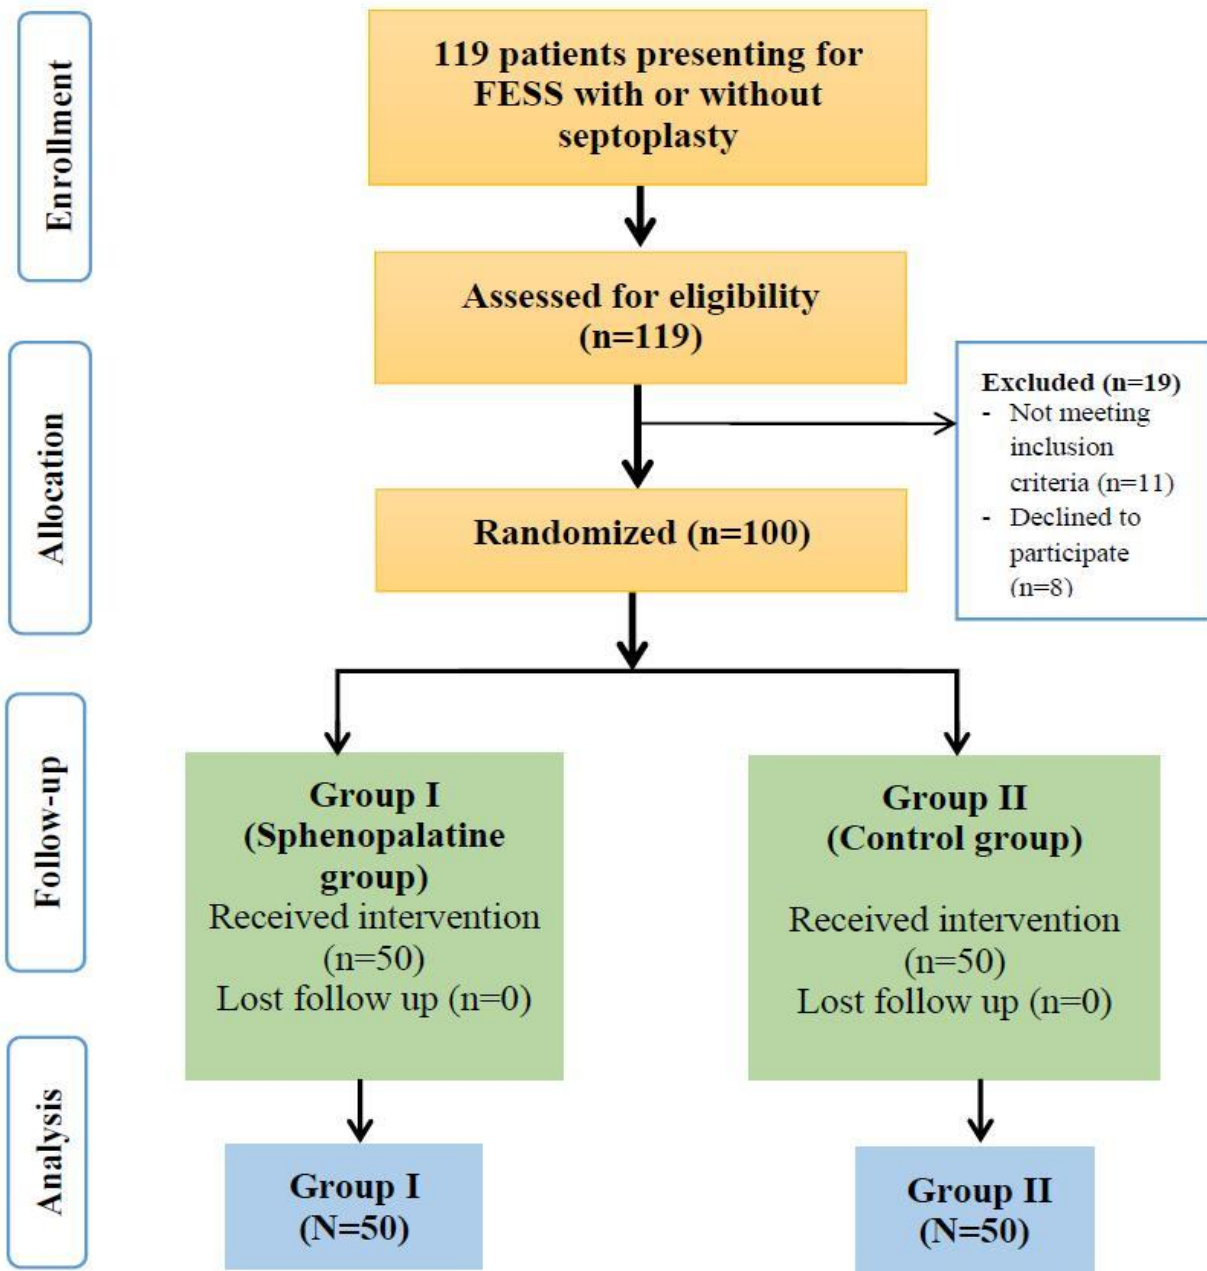 Enrollment
119 patients presenting for
FESS with or without
septoplasty
Assessed for eligibility
(n=119)
Allocation
Excluded (n=19)
- Not meeting
inclusion
criteria (n=11)
- Declined to
participate
(n=8)
Randomized (n=100)
Follow-up
Group I
(Sphenopalatine
group)
Received intervention
(n=50)
Lost follow up (n=0)
Group II
(Control group)
Received intervention
(n=50)
Lost follow up (n=0)
Analysis
Group I
(N=50)
Group II
(N=50)